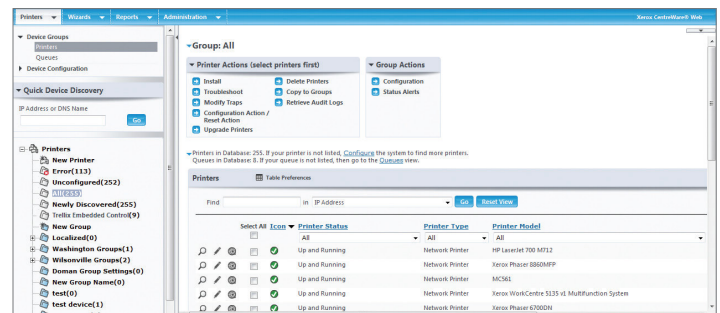 Printers Wizards Reports Administration Xerox CentreWare® Web
Device Groups
Printers
Queues
Device Configuration
Quick Device Discovery
IP Address or DNS Name
Go
Printers
New Printer
Error(113)
Unconfigured(252)
All(255)
Newly Discovered(255)
Trellix Embedded Control(9)
New Group
Localized(0)
Washington Groups(1)
Wilsonville Groups(2)
Doman Group Settings(0)
New Group Name(0)
test(0)
test device(1)
Group: All
Printer Actions (select printers first)
Install
Troubleshoot
Modify Traps
Configuration Action /
Reset Action
Upgrade Printers
Delete Printers
Copy to Groups
Retrieve Audit Logs
Group Actions
Configuration
Status Alerts
Printers in Database: 255. If your printer is not listed, Configure the system to find more printers.
Queues in Database: 8. If your queue is not listed, then go to the Queues view.
Printers Table Preferences
Find in IP Address Go Reset View
Select All Icon Printer Status Printer Type Printer Model
All All All
Up and Running Network Printer HP LaserJet 700 M712
Up and Running Network Printer Xerox Phaser 8860MFP
Up and Running Network Printer MC561
Up and Running Network Printer Xerox WorkCentre 5135 v1 Multifunction System
Up and Running Network Printer Xerox Phaser 6700DN